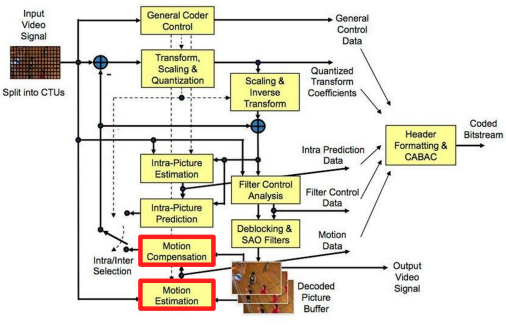 Input
Video
Signal
Split into CTUs
General Coder
Control
Transform,
Scaling &
Quantization
-
Scaling &
Inverse
Transform
Intra-Picture
Estimation
Intra-Picture
Prediction
Filter Control
Analysis
Deblocking &
SAO Filters
Motion
Compensation
Motion
Estimation
Intra/Inter
Selection
General
Control
Data
Quantized
Transform
Coefficients
Intra Prediction
Data
Filter Control
Data
Motion
Data
Header
Formatting &
CABAC
Coded
Bitstream
Decoded
Picture
Buffer
Output
Video
Signal